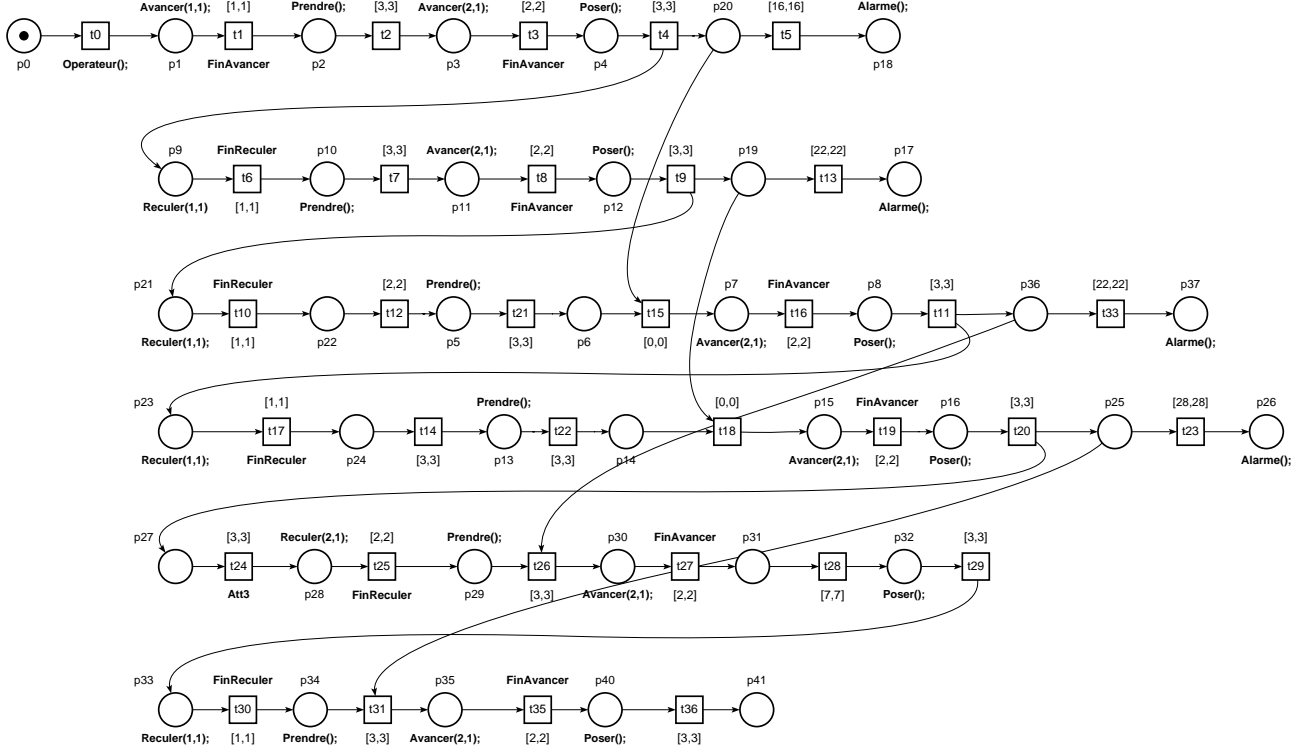 Avancer(1,1); [1,1] Prendre(); [3,3] Avancer(2,1); [2,2] Poser(); [3,3] p20 [16,16] Alarme();
t0 t1 t2 t3 t4 t5
p0 Operateur(); p1 FinAvancer p2 p3 FinAvancer p4 p18
p9 FinReculer p10 [3,3] Avancer(2,1); [2,2] Poser(); [3,3] p19 [22,22] p17
t6 t7 t8 t9 t13
Reculer(1,1) [1,1] Prendre(); p11 FinAvancer p12 Alarme();
p21 FinReculer [2,2] Prendre(); p7 FinAvancer p8 [3,3] p36 [22,22] p37
t10 t12 t21 t15 t16 t11 t33
Reculer(1,1); [1,1] p22 p5 [3,3] p6 [0,0] Avancer(2,1); [2,2] Poser(); Alarme();
p23 [1,1] Prendre(); [0,0] p15 FinAvancer p16 [3,3] p25 [28,28] p26
t17 t14 t22 t18 t19 t20 t23
Reculer(1,1); FinReculer p24 [3,3] p13 [3,3] p14 Avancer(2,1); [2,2] Poser(); Alarme();
p27 [3,3] Reculer(2,1); [2,2] Prendre(); p30 FinAvancer p31 p32 [3,3]
t24 t25 t26 t27 t28 t29
Att3 p28 FinReculer p29 [3,3] Avancer(2,1); [2,2] [7,7] Poser();
p33 FinReculer p34 p35 FinAvancer p40 p41
t30 t31 t35 t36
Reculer(1,1); [1,1] Prendre(); [3,3] Avancer(2,1); [2,2] Poser(); [3,3]